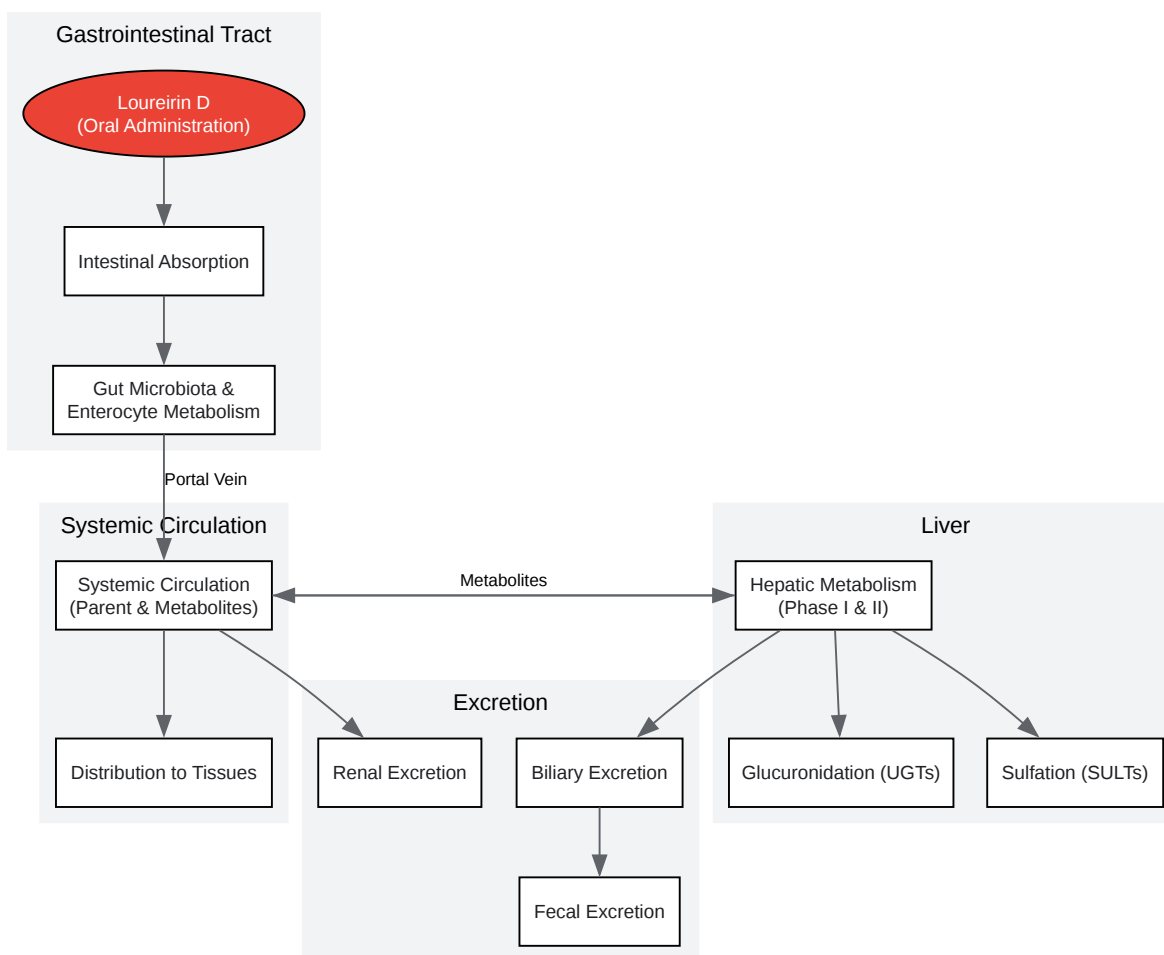 Gastrointestinal Tract
Loureirin D
(Oral Administration)
Intestinal Absorption
Gut Microbiota &
Enterocyte Metabolism
Portal Vein
Systemic Circulation
Systemic Circulation
(Parent & Metabolites)
Metabolites
Liver
Hepatic Metabolism
(Phase I & II)
Distribution to Tissues
Excretion
Renal Excretion
Biliary Excretion
Fecal Excretion
Glucuronidation (UGTs)
Sulfation (SULTs)